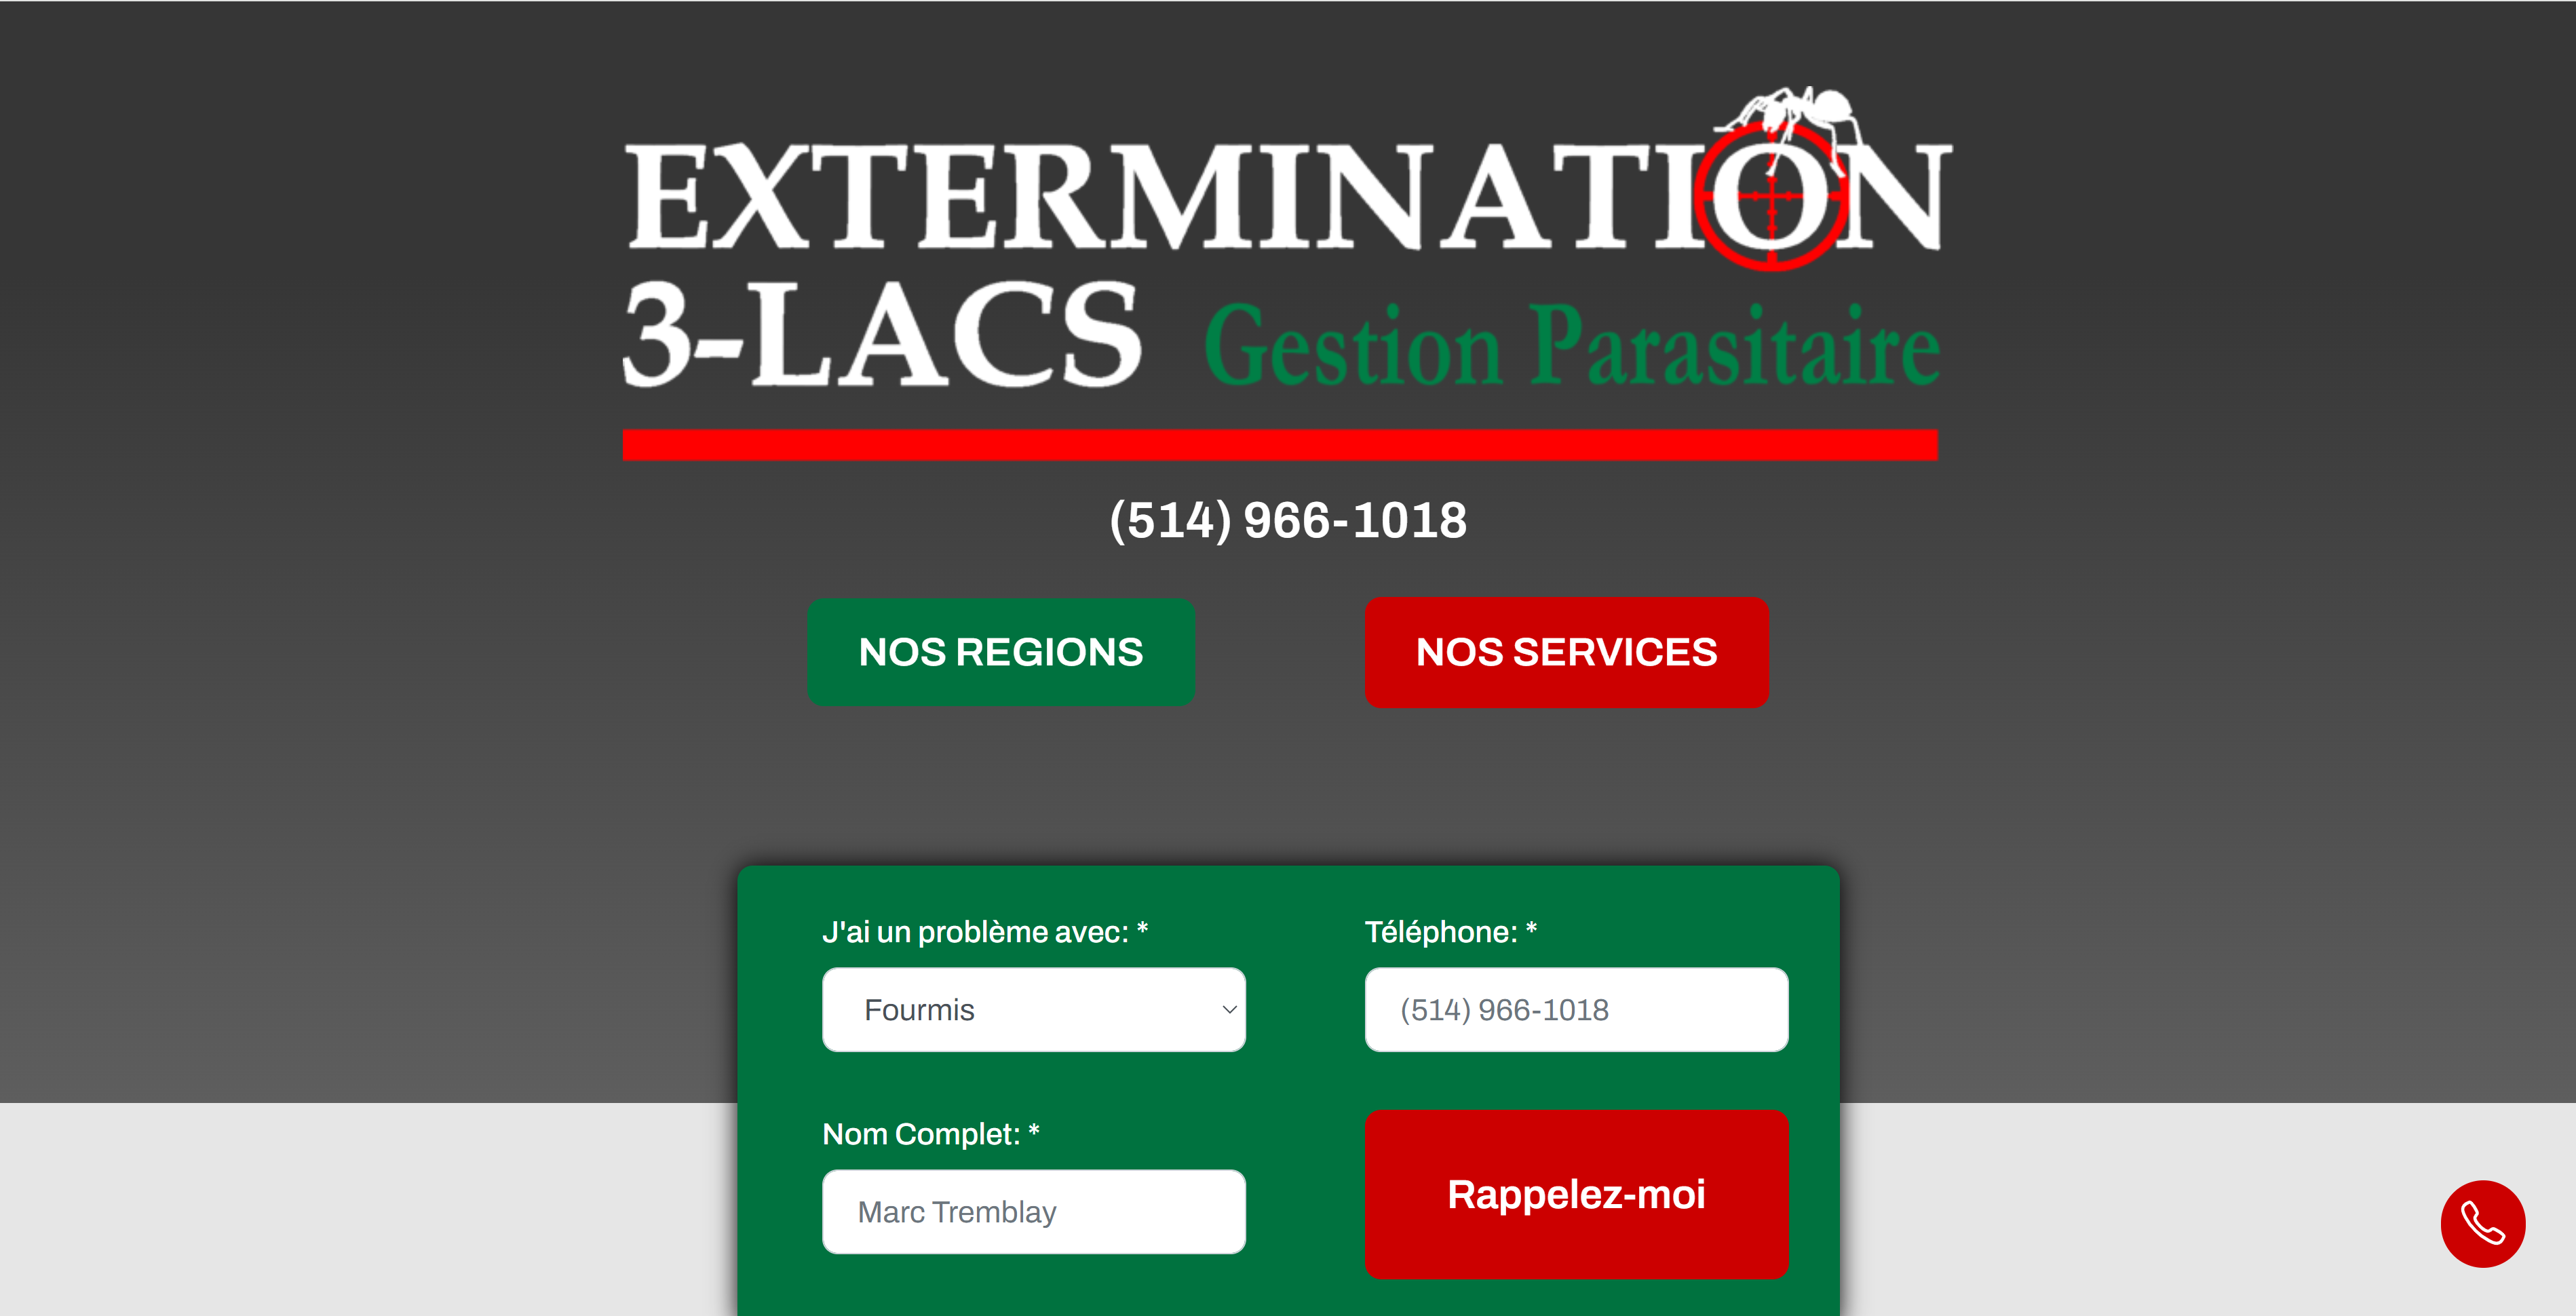 EXTERMINATION
3-LACS Gestion Parasitaire
(514) 966-1018
NOS REGIONS NOS SERVICES
J'ai un problème avec: * Téléphone: *
Fourmis (514) 966-1018
Nom Complet: *
Marc Tremblay
Rappelez-moi